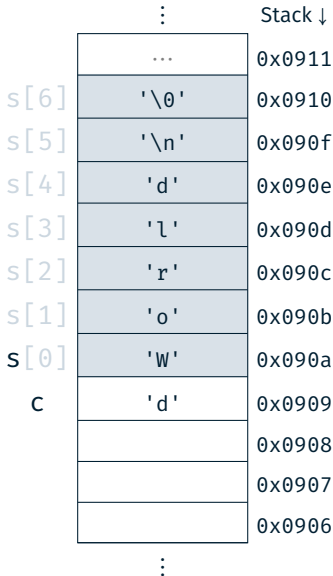 ⋮ Stack ↓
... 0x0911
s[6] '\0' 0x0910
s[5] '\n' 0x090f
s[4] 'd' 0x090e
s[3] 'l' 0x090d
s[2] 'r' 0x090c
s[1] 'o' 0x090b
s[0] 'W' 0x090a
c 'd' 0x0909
0x0908
0x0907
0x0906
⋮